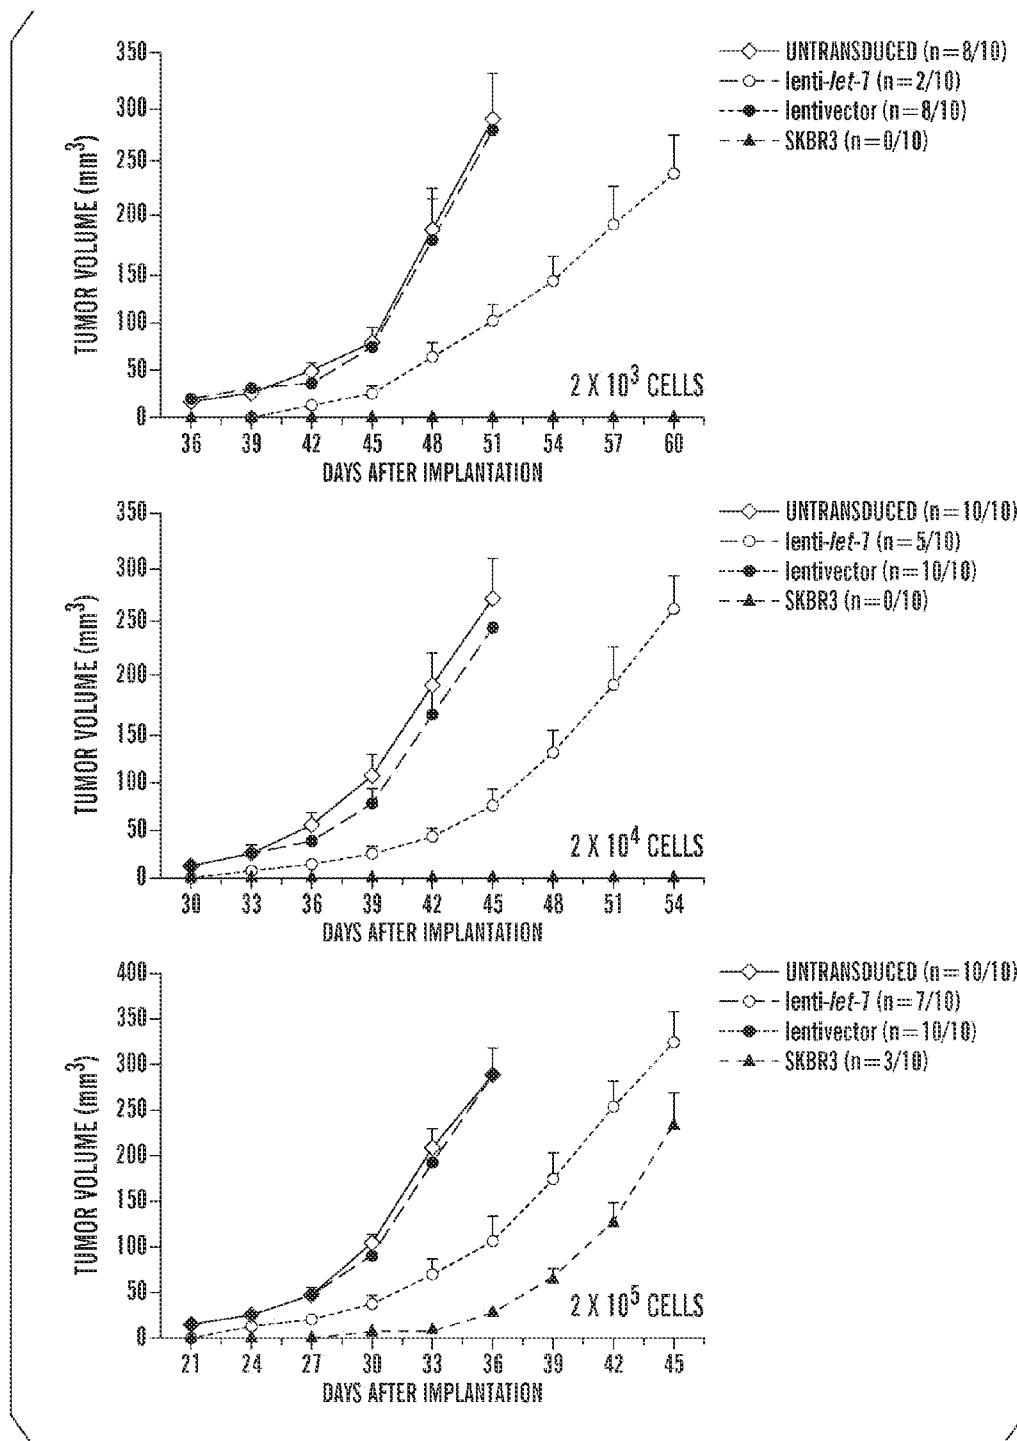 350
300
250
200
150
100
50
0
TUMOR VOLUME (mm³)
36 39 42 45 48 51 54 57 60
DAYS AFTER IMPLANTATION
2 X 10³ CELLS
UNTRANSDUCED (n=8/10)
lenti-let-7 (n=2/10)
lentivector (n=8/10)
SKBR3 (n=0/10)
350
300
250
200
150
100
50
0
TUMOR VOLUME (mm³)
30 33 36 39 42 45 48 51 54
DAYS AFTER IMPLANTATION
2 X 10⁴ CELLS
UNTRANSDUCED (n=10/10)
lenti-let-7 (n=5/10)
lentivector (n=10/10)
SKBR3 (n=0/10)
400
350
300
250
200
150
100
50
0
TUMOR VOLUME (mm³)
21 24 27 30 33 36 39 42 45
DAYS AFTER IMPLANTATION
2 X 10⁵ CELLS
UNTRANSDUCED (n=10/10)
lenti-let-7 (n=7/10)
lentivector (n=10/10)
SKBR3 (n=3/10)